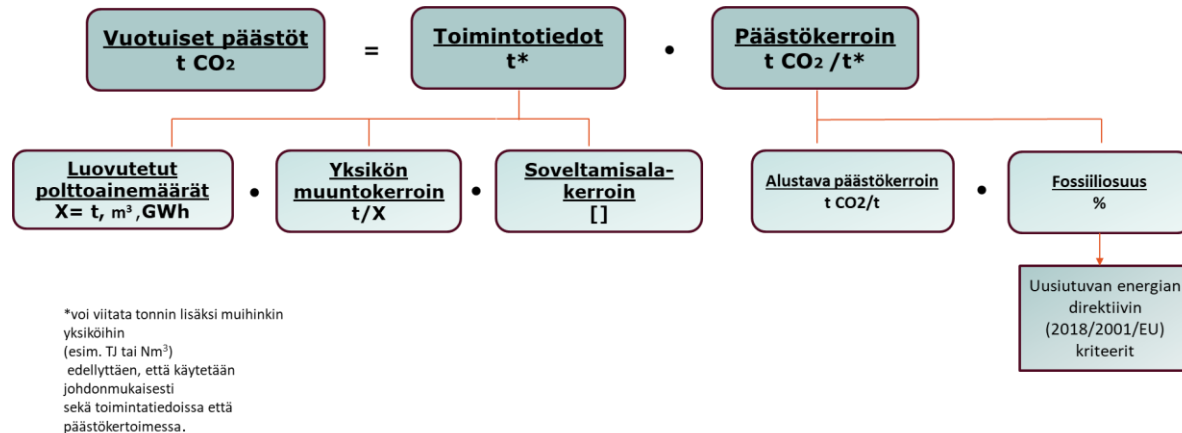 Vuotuiset päästöt
t CO₂
=
Toimintotiedot
t*
•
Päästökerroin
t CO₂ /t*
Luovutetut
polttoainemäärät
X= t, m³ ,GWh
•
Yksikön
muuntokerroin
t/X
•
Soveltamisala-
kerroin
[]
Alustava päästökerroin
t CO2/t
•
Fossiiliosuus
%
Uusiutuvan energian
direktiivin
(2018/2001/EU)
kriteerit
*voi viitata tonnin lisäksi muihinkin
yksiköihin
(esim. TJ tai Nm³)
edellyttäen, että käytetään
johdonmukaisesti
sekä toimintatiedoissa että
päästökertoimessa.